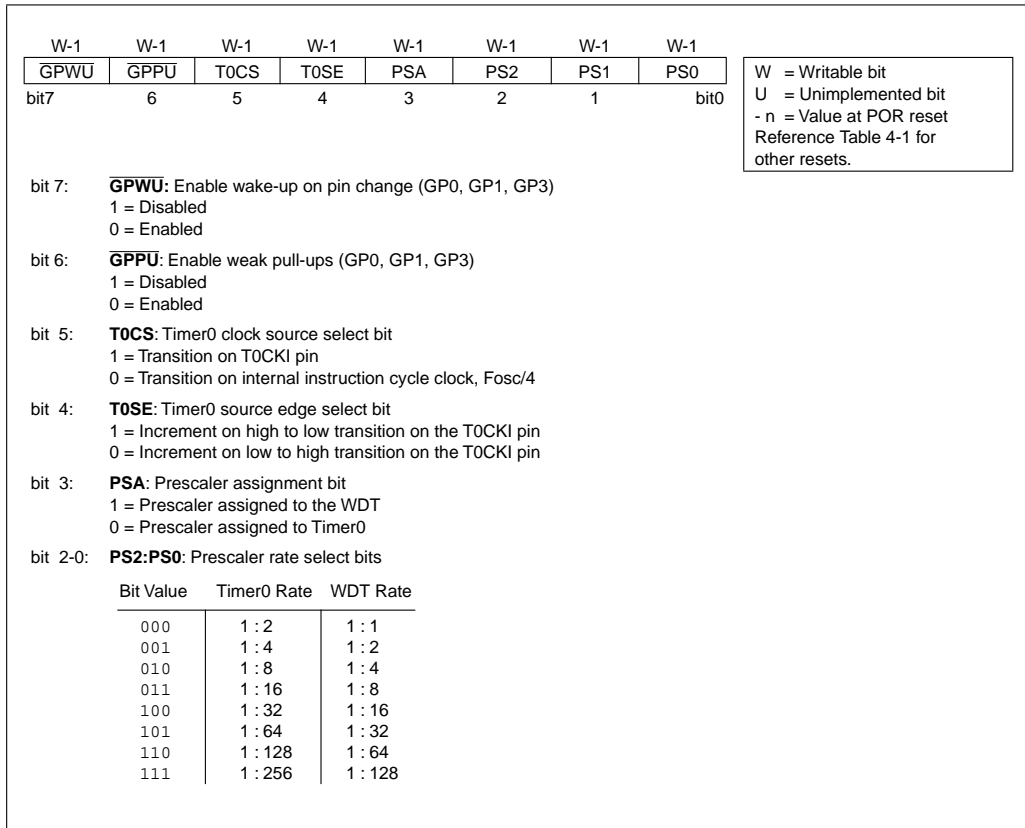 W-1 W-1 W-1 W-1 W-1 W-1 W-1 W-1
GPWU GPPU T0CS T0SE PSA PS2 PS1 PS0
bit7 6 5 4 3 2 1 bit0
W = Writable bit
U = Unimplemented bit
- n = Value at POR reset
Reference Table 4-1 for
other resets.
bit 7: GPWU: Enable wake-up on pin change (GP0, GP1, GP3)
1 = Disabled
0 = Enabled
bit 6: GPPU: Enable weak pull-ups (GP0, GP1, GP3)
1 = Disabled
0 = Enabled
bit 5: T0CS: Timer0 clock source select bit
1 = Transition on T0CKI pin
0 = Transition on internal instruction cycle clock, Fosc/4
bit 4: T0SE: Timer0 source edge select bit
1 = Increment on high to low transition on the T0CKI pin
0 = Increment on low to high transition on the T0CKI pin
bit 3: PSA: Prescaler assignment bit
1 = Prescaler assigned to the WDT
0 = Prescaler assigned to Timer0
bit 2-0: PS2:PS0: Prescaler rate select bits
Bit Value Timer0 Rate WDT Rate
000 1 : 2 1 : 1
001 1 : 4 1 : 2
010 1 : 8 1 : 4
011 1 : 16 1 : 8
100 1 : 32 1 : 16
101 1 : 64 1 : 32
110 1 : 128 1 : 64
111 1 : 256 1 : 128